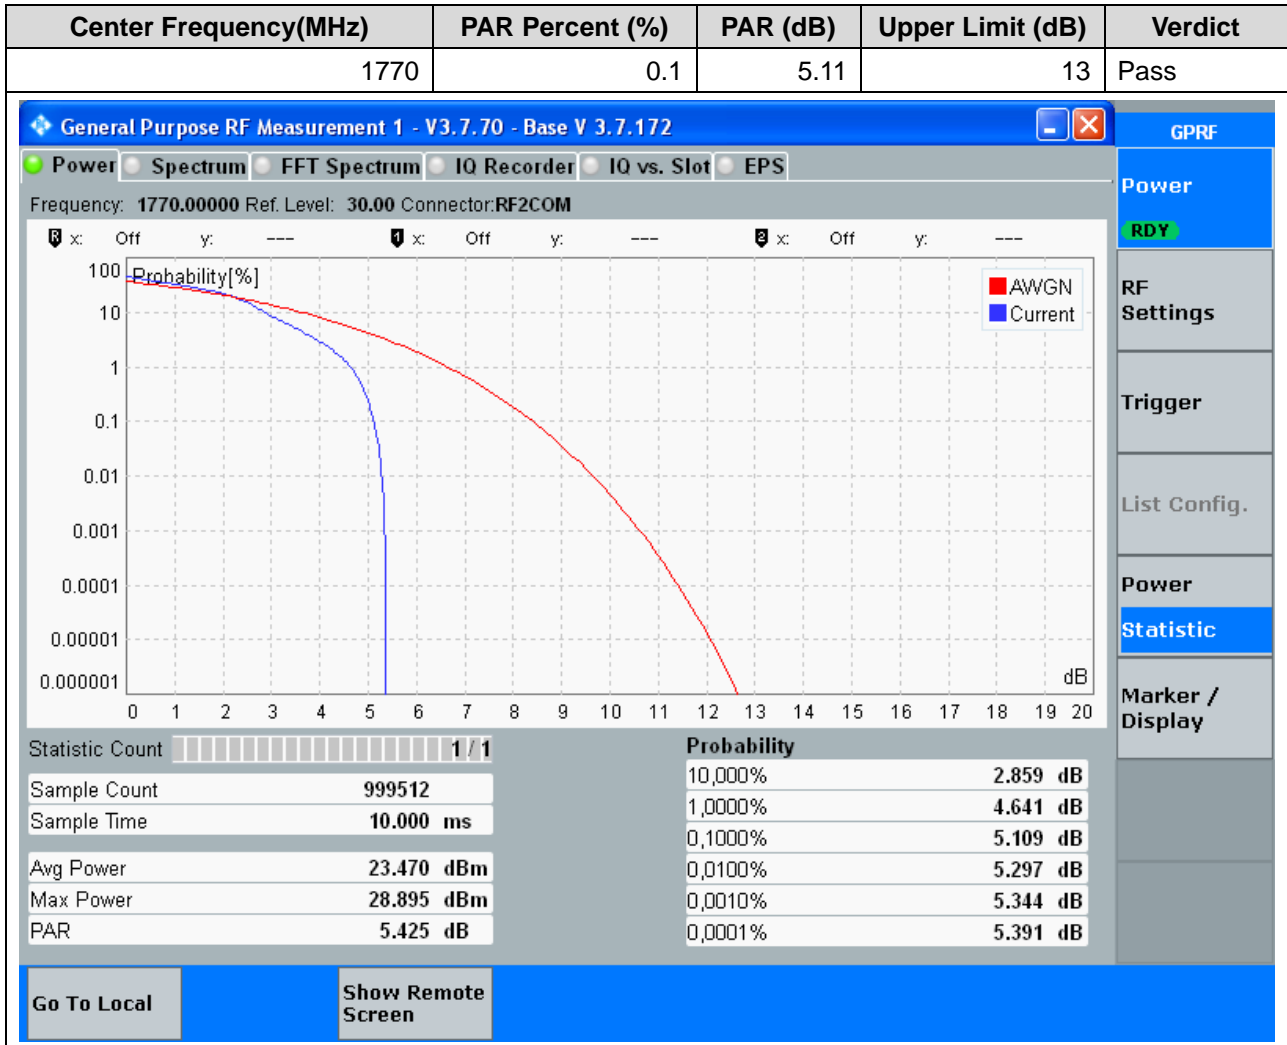 Center Frequency(MHz) PAR Percent (%) PAR (dB) Upper Limit (dB) Verdict
1770 0.1 5.11 13 Pass
General Purpose RF Measurement 1 - V3.7.70 - Base V 3.7.172
GPRF
Power Spectrum FFT Spectrum IQ Recorder IQ vs. Slot EPS
Frequency: 1770.00000 Ref. Level: 30.00 Connector:RF2COM
R x: Off y: --- 1 x: Off y: --- 2 x: Off y: ---
Probability[%]
AWGN
Current
100
10
1
0.1
0.01
0.001
0.0001
0.00001
0.000001
dB
0 1 2 3 4 5 6 7 8 9 10 11 12 13 14 15 16 17 18 19 20
Statistic Count 1 / 1
Sample Count 999512
Sample Time 10.000 ms
Avg Power 23.470 dBm
Max Power 28.895 dBm
PAR 5.425 dB
Probability
10,000% 2.859 dB
1,0000% 4.641 dB
0,1000% 5.109 dB
0,0100% 5.297 dB
0,0010% 5.344 dB
0,0001% 5.391 dB
Power
RDY
RF
Settings
Trigger
List Config.
Power
Statistic
Marker /
Display
Go To Local
Show Remote
Screen